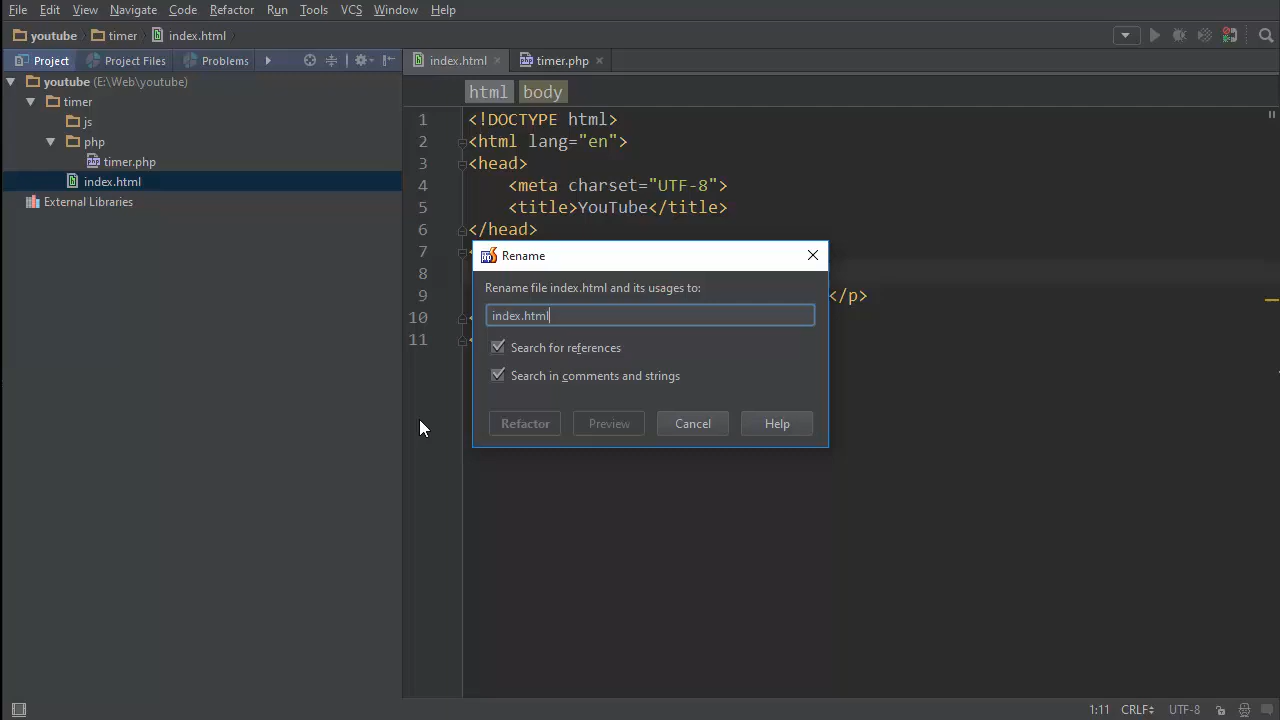 File Edit View Navigate Code Refactor Run Tools VCS Window Help
youtube timer index.html
Project Project Files Problems
index.html timer.php
youtube (E:\Web\youtube)
timer
js
php
timer.php
index.html
External Libraries
html body
1 <!DOCTYPE html>
2 <html lang="en">
3 <head>
4 <meta charset="UTF-8">
5 <title>YouTube</title>
6 </head>
7 <
8
9 </p>
10 <
11 <
Rename
Rename file index.html and its usages to:
index.html
Search for references
Search in comments and strings
Refactor Preview Cancel Help
1:11 CRLF UTF-8